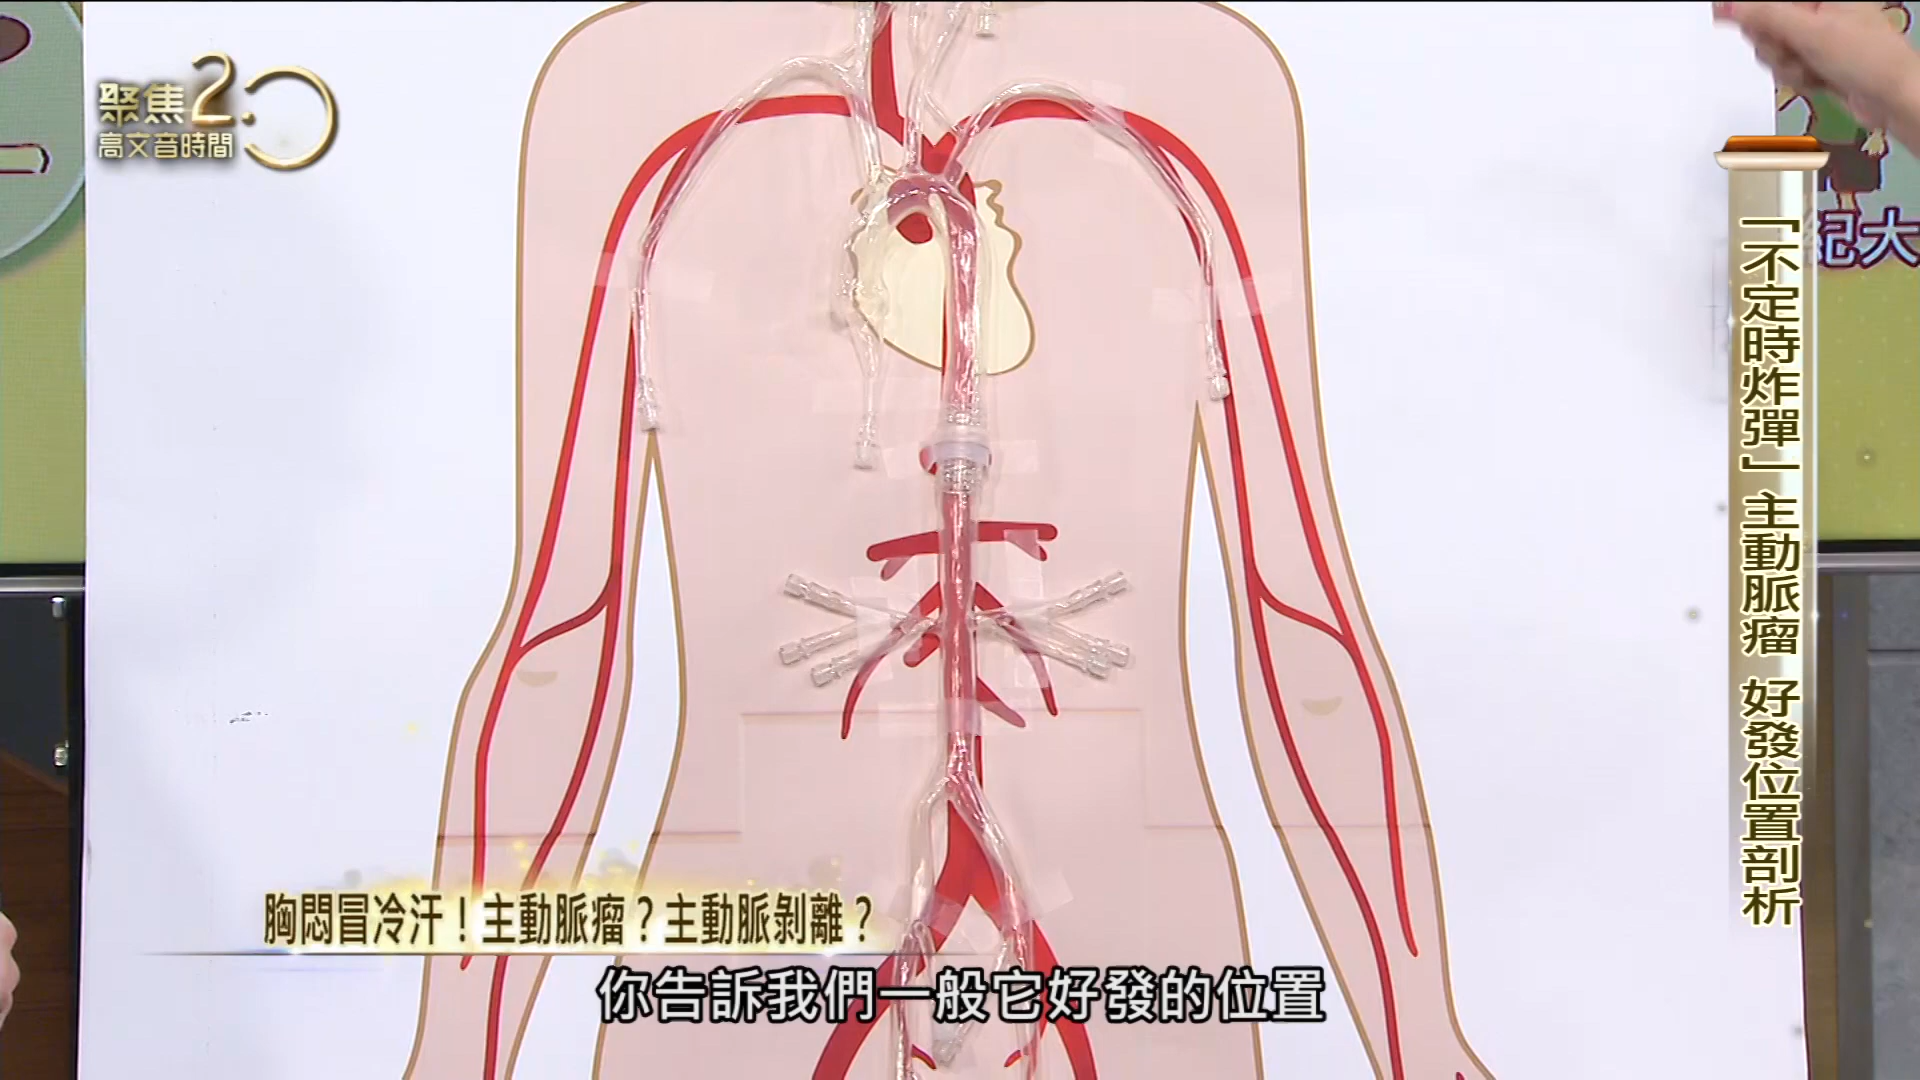 聚焦2.0
高文音時間
紀大
「不定時炸彈」主動脈瘤 好發位置剖析
胸悶冒冷汗！主動脈瘤？主動脈剝離？
你告訴我們一般它好發的位置